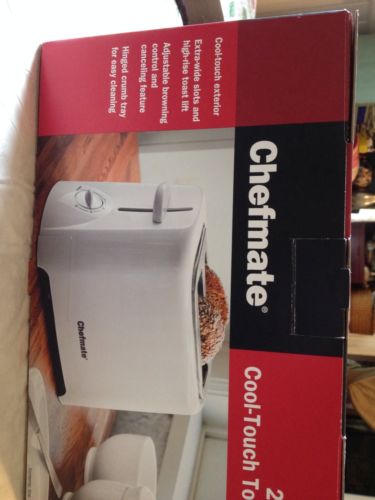 Chefmate®
Cool-touch exterior
Extra-wide slots and
high-rise toast lift
Adjustable browning
control and
canceling feature
Hinged crumb tray
for easy cleaning
2
Cool-Touch To
Chefmate®